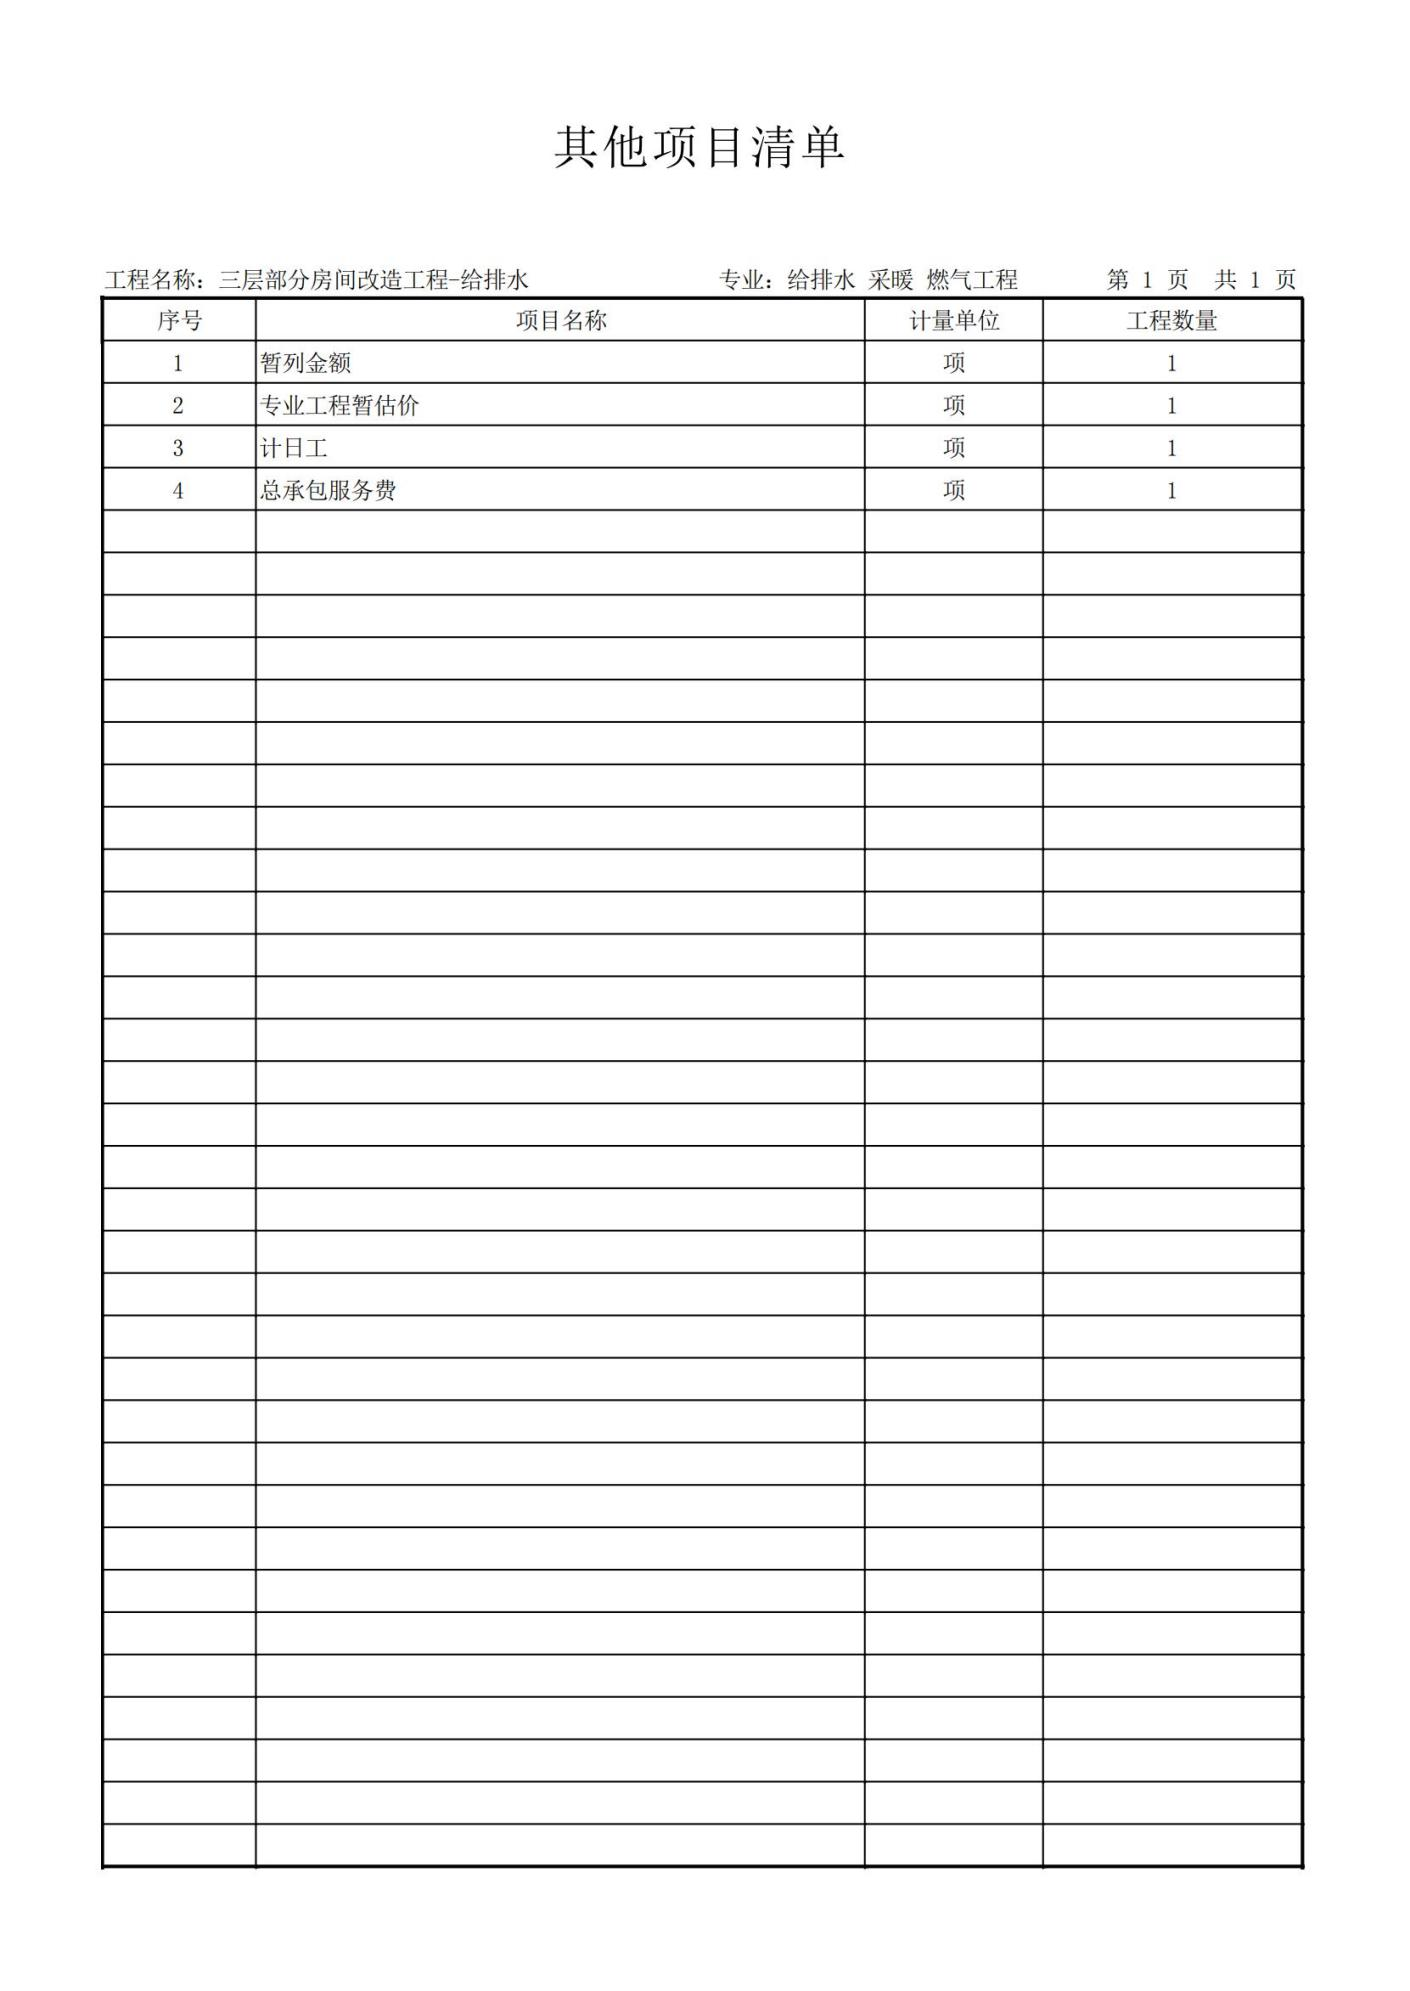 其他项目清单
工程名称：三层部分房间改造工程-给排水 专业：给排水 采暖 燃气工程 第 1 页 共 1 页
序号 项目名称 计量单位 工程数量
1 暂列金额 项 1
2 专业工程暂估价 项 1
3 计日工 项 1
4 总承包服务费 项 1